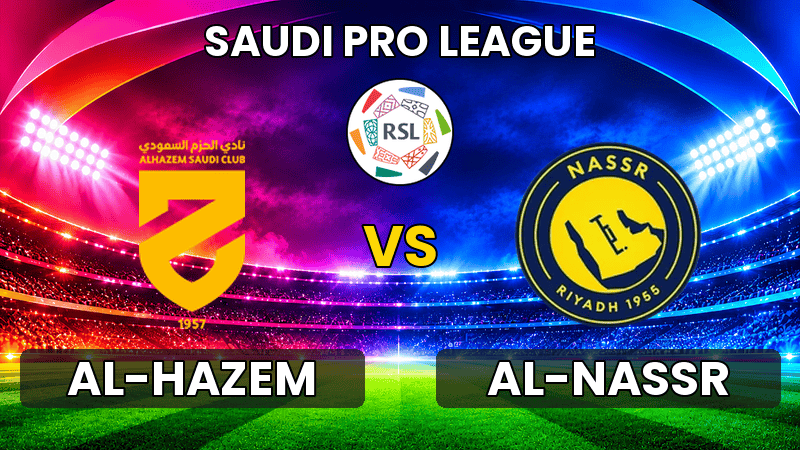 SAUDI PRO LEAGUE
RSL
نادي الحزم السعودي
ALHAZEM SAUDI CLUB
1957
VS
NASSR
RIYADH 1955
AL-HAZEM
AL-NASSR